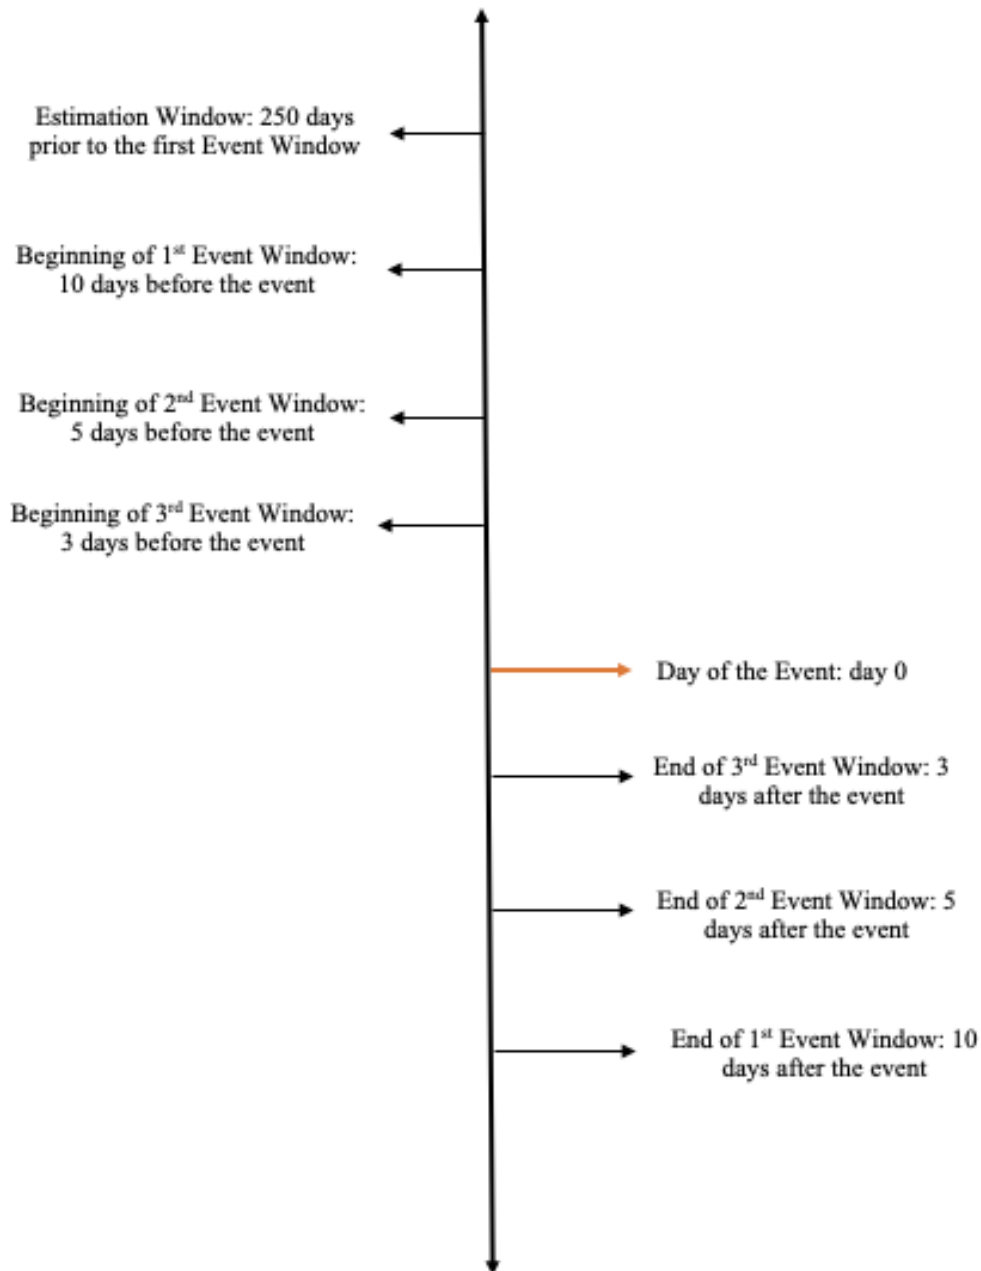 Estimation Window: 250 days
prior to the first Event Window
Beginning of 1st Event Window:
10 days before the event
Beginning of 2nd Event Window:
5 days before the event
Beginning of 3rd Event Window:
3 days before the event
Day of the Event: day 0
End of 3rd Event Window: 3
days after the event
End of 2nd Event Window: 5
days after the event
End of 1st Event Window: 10
days after the event